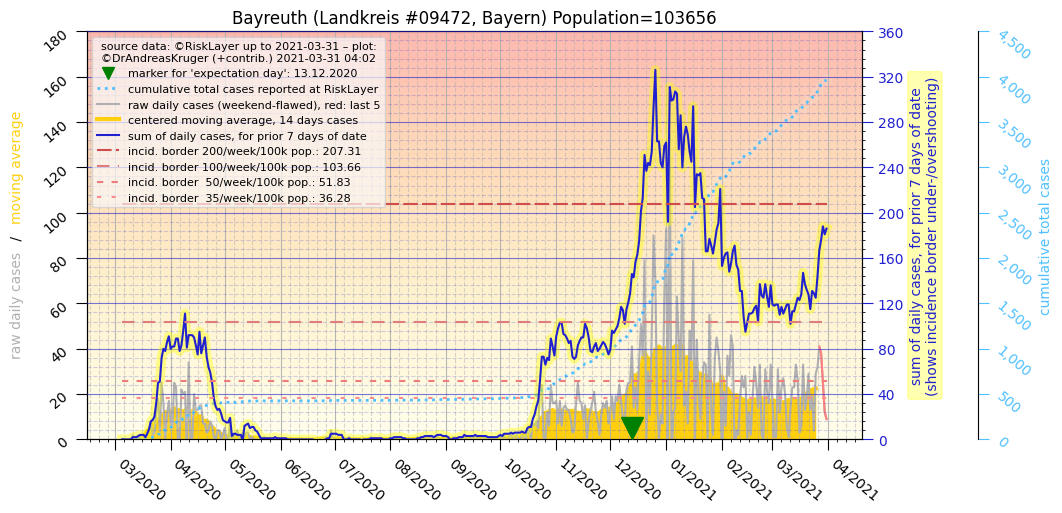 Bayreuth (Landkreis #09472, Bayern) Population=103656
source data: ©RiskLayer up to 2021-03-31 – plot:
©DrAndreasKruger (+contrib.) 2021-03-31 04:02
marker for 'expectation day': 13.12.2020
cumulative total cases reported at RiskLayer
raw daily cases (weekend-flawed), red: last 5
centered moving average, 14 days cases
sum of daily cases, for prior 7 days of date
incid. border 200/week/100k pop.: 207.31
incid. border 100/week/100k pop.: 103.66
incid. border  50/week/100k pop.: 51.83
incid. border  35/week/100k pop.: 36.28
raw daily cases / moving average
180
160
140
120
100
80
60
40
20
0
03/2020
04/2020
05/2020
06/2020
07/2020
08/2020
09/2020
10/2020
11/2020
12/2020
01/2021
02/2021
03/2021
04/2021
360
320
280
240
200
160
120
80
40
0
sum of daily cases, for prior 7 days of date
(shows incidence border under-/overshooting)
4,500
4,000
3,500
3,000
2,500
2,000
1,500
1,000
500
0
cumulative total cases